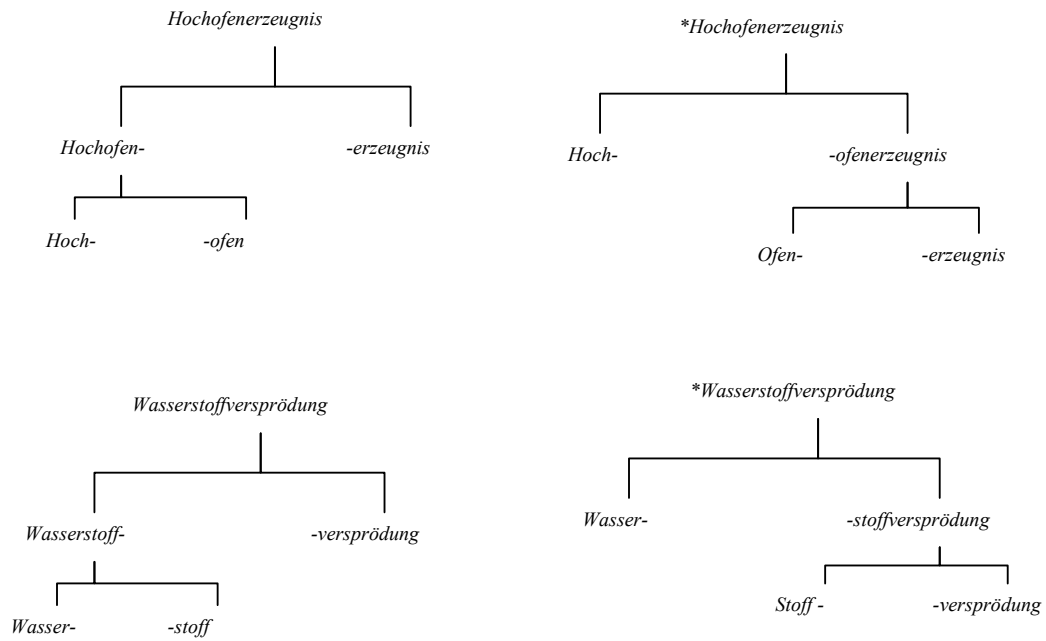 Hochofenerzeugnis
*Hochofenerzeugnis
Hochofen- -erzeugnis
Hoch- -ofenerzeugnis
Hoch- -ofen
Ofen- -erzeugnis
Wasserstoffversprödung
*Wasserstoffversprödung
Wasserstoff- -versprödung
Wasser- -stoffversprödung
Wasser- -stoff
Stoff - -versprödung